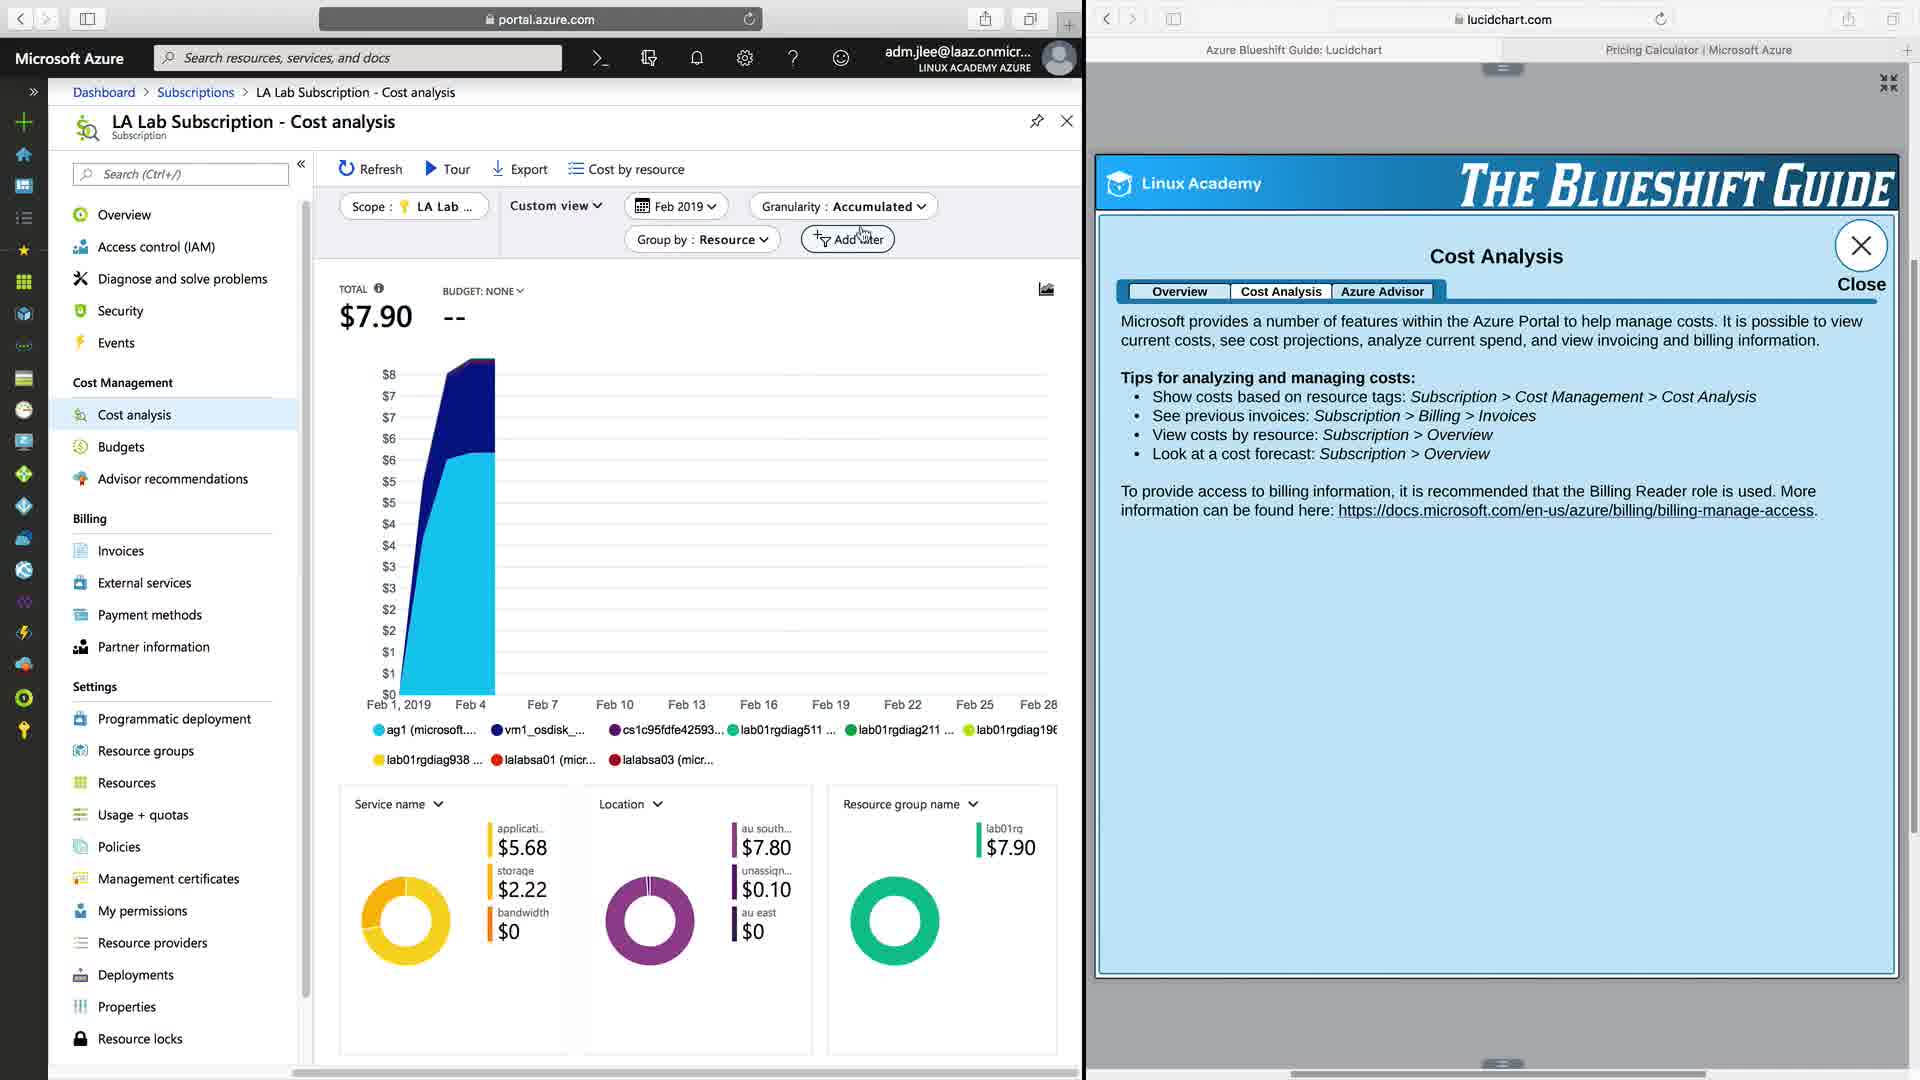 portal.azure.com
Microsoft Azure
Search resources, services, and docs
adm.jlee@laaz.onmicr...
LINUX ACADEMY AZURE
Dashboard > Subscriptions > LA Lab Subscription - Cost analysis
LA Lab Subscription - Cost analysis
Subscription
Search (Ctrl+/)
Overview
Access control (IAM)
Diagnose and solve problems
Security
Events
Cost Management
Cost analysis
Budgets
Advisor recommendations
Billing
Invoices
External services
Payment methods
Partner information
Settings
Programmatic deployment
Resource groups
Resources
Usage + quotas
Policies
Management certificates
My permissions
Resource providers
Deployments
Properties
Resource locks
Refresh Tour Export Cost by resource
Scope : LA Lab ... Custom view Feb 2019 Granularity : Accumulated
Group by : Resource
TOTAL BUDGET: NONE
$7.90 --
$8
$7
$7
$6
$6
$5
$5
$4
$4
$3
$3
$2
$2
$1
$1
$0
Feb 1, 2019 Feb 4 Feb 7 Feb 10 Feb 13 Feb 16 Feb 19 Feb 22 Feb 25 Feb 28
ag1 (microsoft.... vm1_osdisk_... cs1c95fdfe42593... lab01rgdiag511 ... lab01rgdiag211 ... lab01rgdiag196
lab01rgdiag938 ... lalabsa01 (micr... lalabsa03 (micr...
Service name
applicati..
$5.68
storage
$2.22
bandwidth
$0
Location
au south...
$7.80
unassign...
$0.10
au east
$0
Resource group name
lab01rg
$7.90
lucidchart.com
Azure Blueshift Guide: Lucidchart
Pricing Calculator | Microsoft Azure
Linux Academy
THE BLUESHIFT GUIDE
Cost Analysis
Close
Overview Cost Analysis Azure Advisor
Microsoft provides a number of features within the Azure Portal to help manage costs. It is possible to view
current costs, see cost projections, analyze current spend, and view invoicing and billing information.
Tips for analyzing and managing costs:
• Show costs based on resource tags: Subscription > Cost Management > Cost Analysis
• See previous invoices: Subscription > Billing > Invoices
• View costs by resource: Subscription > Overview
• Look at a cost forecast: Subscription > Overview
To provide access to billing information, it is recommended that the Billing Reader role is used. More
information can be found here: https://docs.microsoft.com/en-us/azure/billing/billing-manage-access.